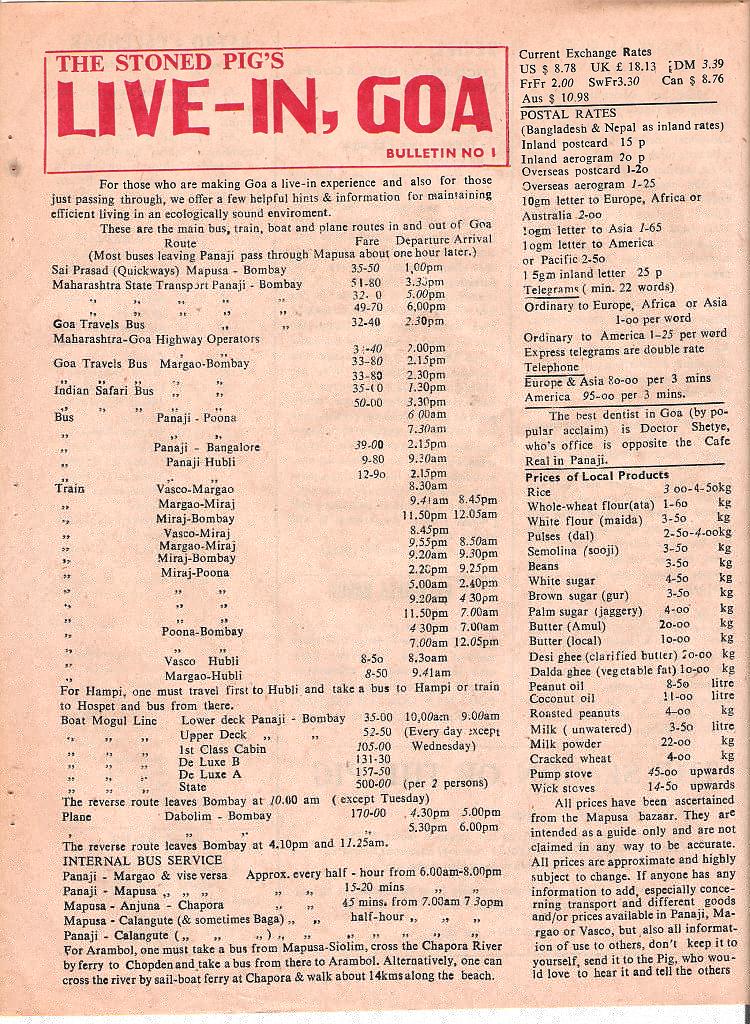 THE STONED PIG'S
LIVE-IN, GOA
BULLETIN NO 1
For those who are making Goa a live-in experience and also for those
just passing through, we offer a few helpful hints & information for maintaining
efficient living in an ecologically sound enviroment.
These are the main bus, train, boat and plane routes in and out of Goa
Route Fare Departure Arrival
(Most buses leaving Panaji pass through Mapusa about one hour later.)
Sai Prasad (Quickways) Mapusa - Bombay 35-50 1.00pm
Maharashtra State Transport Panaji - Bombay 51-80 3.30pm
,, ,, ,, ,, 32- 0 5.00pm
,, ,, ,, ,, 49-70 6.00pm
Goa Travels Bus ,, ,, 32-40 2.30pm
Maharashtra-Goa Highway Operators
,, ,, -40 2.00pm
Goa Travels Bus Margao-Bombay 33-80 2.15pm
,, ,, 33-80 2.30pm
Indian Safari Bus ,, ,, 35-00 1.30pm
,, ,, ,, ,, ,, 50-00 3.30pm
Bus Panaji - Poona 6 00am
,, ,, ,, 7.30am
,, Panaji - Bangalore 39-00 2.15pm
,, Panaji Hubli 9-80 9.30am
12-90 2.15pm
Train Vasco-Margao 8.30am
,, Margao-Miraj 9.41am 8.45pm
,, Miraj-Bombay 11.50pm 12.05am
,, Vasco-Miraj 8.45pm
,, Margao-Miraj 9.55pm 8.50am
,, Miraj-Bombay 9.20am 9.30pm
,, Miraj-Poona 2.20pm 9.25pm
,, ,, ,, 5.00am 2.40pm
,, ,, ,, 9.20am 4 30pm
,, ,, ,, 11.50pm 7.00am
,, Poona-Bombay 4 30pm 7.00am
,, ,, ,, 7.00am 12.05pm
,, Vasco Hubli 8-50 8.30am
,, Margao-Hubli 8-50 9.41am
For Hampi, one must travel first to Hubli and take a bus to Hampi or train
to Hospet and bus from there.
Boat Mogul Line Lower deck Panaji - Bombay 35-00 10.00am 9.00am
,, ,, ,, Upper Deck ,, ,, 52-50 (Every day except
,, ,, ,, 1st Class Cabin 105-00 Wednesday)
,, ,, ,, De Luxe B 131-30
,, ,, ,, De Luxe A 157-50
,, ,, ,, State 500-00 (per 2 persons)
The reverse route leaves Bombay at 10.00 am (except Tuesday)
Plane Dabolim - Bombay 170-00 4.30pm 5.00pm
,, ,, ,, ,, 5.30pm 6.00pm
The reverse route leaves Bombay at 4.10pm and 11.25am.
INTERNAL BUS SERVICE
Panaji - Margao & vise versa Approx. every half - hour from 6.00am-8.00pm
Panaji - Mapusa ,, ,, ,, ,, ,, 15-20 mins ,, ,,
Mapusa - Anjuna - Chapora ,, ,, 45 mins. from 7.00am 7 30pm
Mapusa - Calangute (& sometimes Baga) ,, ,, half-hour ,, ,, ,,
Panaji - Calangute ( ,, ,, ,, ) ,, ,, ,, ,, ,, ,, ,,
For Arambol, one must take a bus from Mapusa-Siolim, cross the Chapora River
by ferry to Chopden and take a bus from there to Arambol. Alternatively, one can
cross the river by sail-boat ferry at Chapora & walk about 14kms along the beach.
Current Exchange Rates
US $ 8.78 UK £ 18.13 ;DM 3.39
FrFr 2.00 SwFr3.30 Can $ 8.76
Aus $ 10.98
POSTAL RATES
(Bangladesh & Nepal as inland rates)
Inland postcard 15 p
Inland aerogram 20 p
Overseas postcard 1-20
Overseas aerogram 1-25
10gm letter to Europe, Africa or
Australia 2-00
10gm letter to Asia 1-65
10gm letter to America
or Pacific 2-50
1 5gm inland letter 25 p
Telegrams ( min. 22 words)
Ordinary to Europe, Africa or Asia
1-00 per word
Ordinary to America 1-25 per word
Express telegrams are double rate
Telephone
Europe & Asia 80-00 per 3 mins
America 95-00 per 3 mins.
The best dentist in Goa (by po-
pular acclaim) is Doctor Shetye,
who's office is opposite the Cafe
Real in Panaji.
Prices of Local Products
Rice 3 00-4-50kg
Whole-wheat flour(ata) 1-60 kg
White flour (maida) 3-50 kg
Pulses (dal) 2-50-4-00kg
Semolina (sooji) 3-50 kg
Beans 3-50 kg
White sugar 4-50 kg
Brown sugar (gur) 3-50 kg
Palm sugar (jaggery) 4-00 kg
Butter (Amul) 20-00 kg
Butter (local) 10-00 kg
Desi ghee (clarified butter) 20-00 kg
Dalda ghee (vegetable fat) 10-00 kg
Peanut oil 8-50 litre
Coconut oil 11-00 litre
Roasted peanuts 4-00 kg
Milk ( unwatered) 3-50 litre
Milk powder 22-00 kg
Cracked wheat 4-00 kg
Pump stove 45-00 upwards
Wick stoves 14-50 upwards
All prices have been ascertained
from the Mapusa bazaar. They are
intended as a guide only and are not
claimed in any way to be accurate.
All prices are approximate and highly
subject to change. If anyone has any
information to add, especially conce-
rning transport and different goods
and/or prices available in Panaji, Ma-
rgao or Vasco, but also all informat-
ion of use to others, don't keep it to
yourself, send it to the Pig, who wou-
ld love to hear it and tell the others